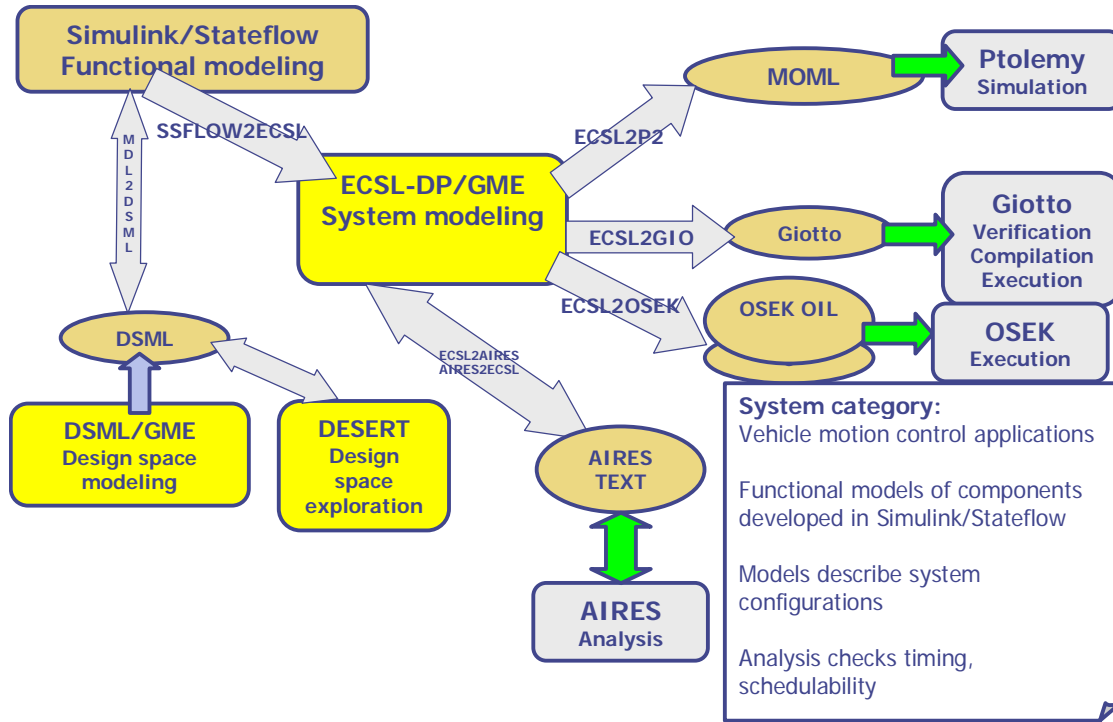 Simulink/Stateflow
Functional modeling
MOML
Ptolemy
Simulation
SSFLOW2ECSL
ECSL2P2
MDL2DSML
ECSL-DP/GME
System modeling
ECSL2GIO
Giotto
Giotto
Verification
Compilation
Execution
ECSL2OSEK
OSEK OIL
OSEK
Execution
DSML
ECSL2AIRES
AIRES2ECSL
DSML/GME
Design space
modeling
DESERT
Design
space
exploration
AIRES
TEXT
AIRES
Analysis
System category:
Vehicle motion control applications
Functional models of components
developed in Simulink/Stateflow
Models describe system
configurations
Analysis checks timing,
schedulability